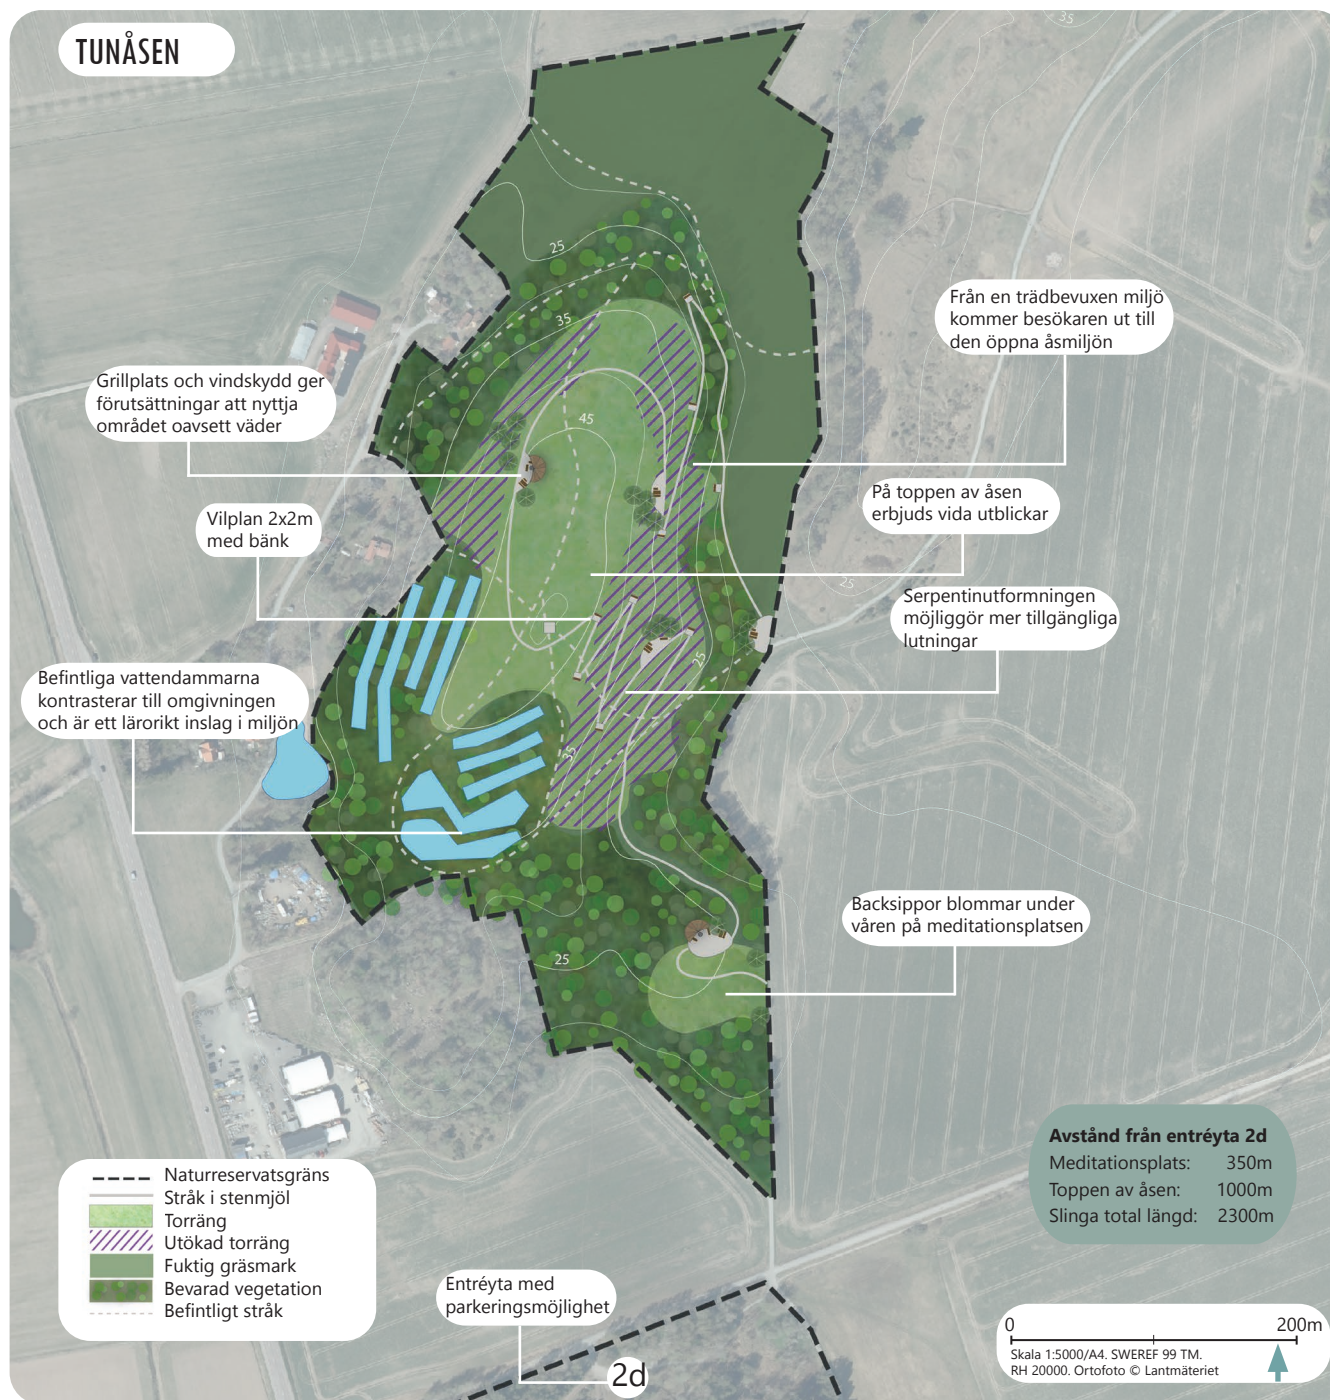 TUNÅSEN
35
25
35
45
25
25
35
25
Från en trädbevuxen miljö
kommer besökaren ut till
den öppna åsmiljön
Grillplats och vindskydd ger
förutsättningar att nyttja
området oavsett väder
På toppen av åsen
erbjuds vida utblickar
Vilplan 2x2m
med bänk
Serpentinutformningen
möjliggör mer tillgängliga
lutningar
Befintliga vattendammarna
kontrasterar till omgivningen
och är ett lärorikt inslag i miljön
Backsippor blommar under
våren på meditationsplatsen
Avstånd från entréyta 2d
Meditationsplats: 350m
Toppen av åsen: 1000m
Slinga total längd: 2300m
Naturreservatsgräns
Stråk i stenmjöl
Torräng
Utökad torräng
Fuktig gräsmark
Bevarad vegetation
Befintligt stråk
Entréyta med
parkeringsmöjlighet
2d
0 200m
Skala 1:5000/A4. SWEREF 99 TM.
RH 20000. Ortofoto © Lantmäteriet